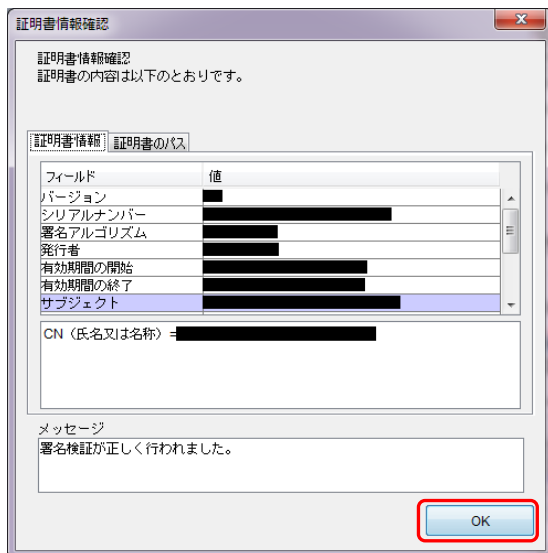 証明書情報確認
証明書情報確認
証明書の内容は以下のとおりです。
証明書情報 証明書のパス
フィールド 値
バージョン
シリアルナンバー
署名アルゴリズム
発行者
有効期間の開始
有効期間の終了
サブジェクト
CN（氏名又は名称）=
メッセージ
署名検証が正しく行われました。
OK